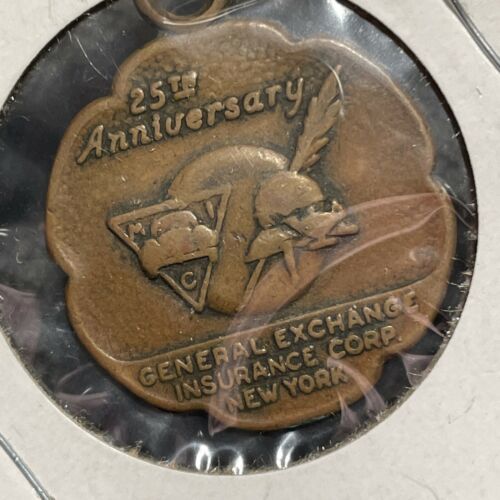 25TH
Anniversary
M I
C
GENERAL EXCHANGE
INSURANCE CORP.
NEW YORK